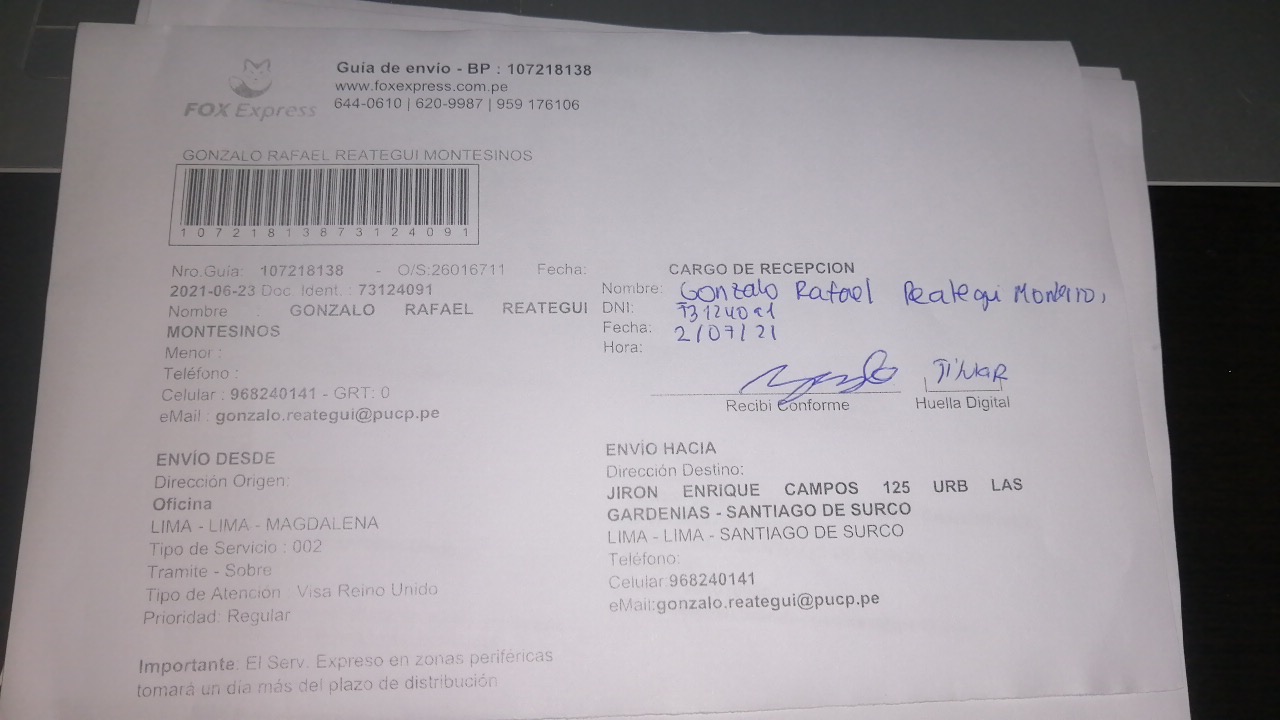 FOX Express
Guia de envío - BP : 107218138
www.foxexpress.com.pe
644-0610 | 620-9987 | 959 176106
GONZALO RAFAEL REATEGUI MONTESINOS
10721813873124091
Nro.Guía: 107218138 - O/S:26016711 Fecha:
2021-06-23 Doc. Ident. : 73124091
Nombre : GONZALO RAFAEL REATEGUI
MONTESINOS
Menor :
Teléfono :
Celular : 968240141 - GRT: 0
eMail : gonzalo.reategui@pucp.pe
CARGO DE RECEPCION
Nombre: Gonzalo Rafael Reategui
DNI: 73124091
Fecha: 2/07/21
Hora:
Titular
Recibi Conforme Huella Digital
ENVÍO DESDE
Dirección Origen:
Oficina
LIMA - LIMA - MAGDALENA
Tipo de Servicio : 002
Tramite - Sobre
Tipo de Atención : Visa Reino Unido
Prioridad: Regular
ENVÍO HACIA
Dirección Destino:
JIRON ENRIQUE CAMPOS 125 URB LAS
GARDENIAS - SANTIAGO DE SURCO
LIMA - LIMA - SANTIAGO DE SURCO
Teléfono:
Celular:968240141
eMail:gonzalo.reategui@pucp.pe
Importante: El Serv. Expreso en zonas periféricas
tomará un día más del plazo de distribución